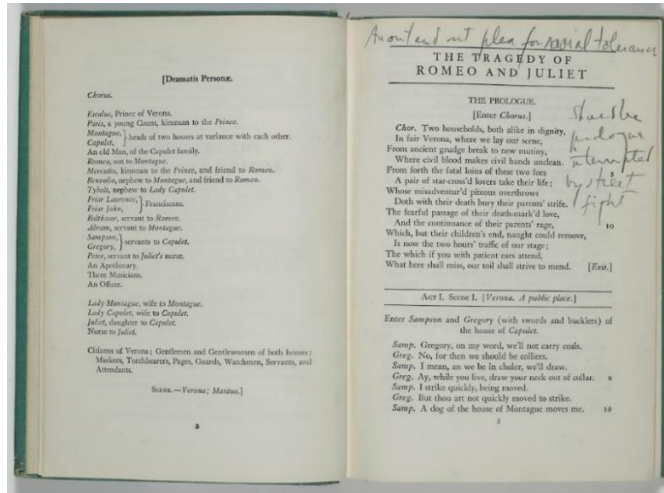 [Dramatis Personæ.
Chorus.
Escalus, Prince of Verona.
Paris, a young Count, kinsman to the Prince.
Montague,
Capulet,
} heads of two houses at variance with each other.
An old Man, of the Capulet family.
Romeo, son to Montague.
Mercutio, kinsman to the Prince, and friend to Romeo.
Benvolio, nephew to Montague, and friend to Romeo.
Tybalt, nephew to Lady Capulet.
Friar Laurence,
Friar John,
} Franciscans.
Balthasar, servant to Romeo.
Abram, servant to Montague.
Sampson,
Gregory,
} servants to Capulet.
Peter, servant to Juliet's nurse.
An Apothecary.
Three Musicians.
An Officer.
Lady Montague, wife to Montague.
Lady Capulet, wife to Capulet.
Juliet, daughter to Capulet.
Nurse to Juliet.
Citizens of Verona; Gentlemen and Gentlewomen of both houses;
Maskers, Torchbearers, Pages, Guards, Watchmen, Servants, and
Attendants.
SCENE.—Verona; Mantua.]
2
An out and out plea for social tolerance
THE TRAGEDY OF
ROMEO AND JULIET
THE PROLOGUE.
[Enter Chorus.]
Should be
prologue
interrupted
by street
fight
Chor. Two households, both alike in dignity,
In fair Verona, where we lay our scene,
From ancient grudge break to new mutiny,
Where civil blood makes civil hands unclean.
From forth the fatal loins of these two foes
A pair of star-cross'd lovers take their life;
Whose misadventur'd piteous overthrows
Doth with their death bury their parents' strife.
The fearful passage of their death-mark'd love,
And the continuance of their parents' rage, 10
Which, but their children's end, naught could remove,
Is now the two hours' traffic of our stage;
The which if you with patient ears attend,
What here shall miss, our toil shall strive to mend. [Exit.]
ACT I. SCENE I. [Verona. A public place.]
Enter Sampson and Gregory (with swords and bucklers) of
the house of Capulet.
Samp. Gregory, on my word, we'll not carry coals.
Greg. No, for then we should be colliers.
Samp. I mean, an we be in choler, we'll draw.
Greg. Ay, while you live, draw your neck out of collar.
Samp. I strike quickly, being moved.
Greg. But thou art not quickly moved to strike.
Samp. A dog of the house of Montague moves me. 10
3